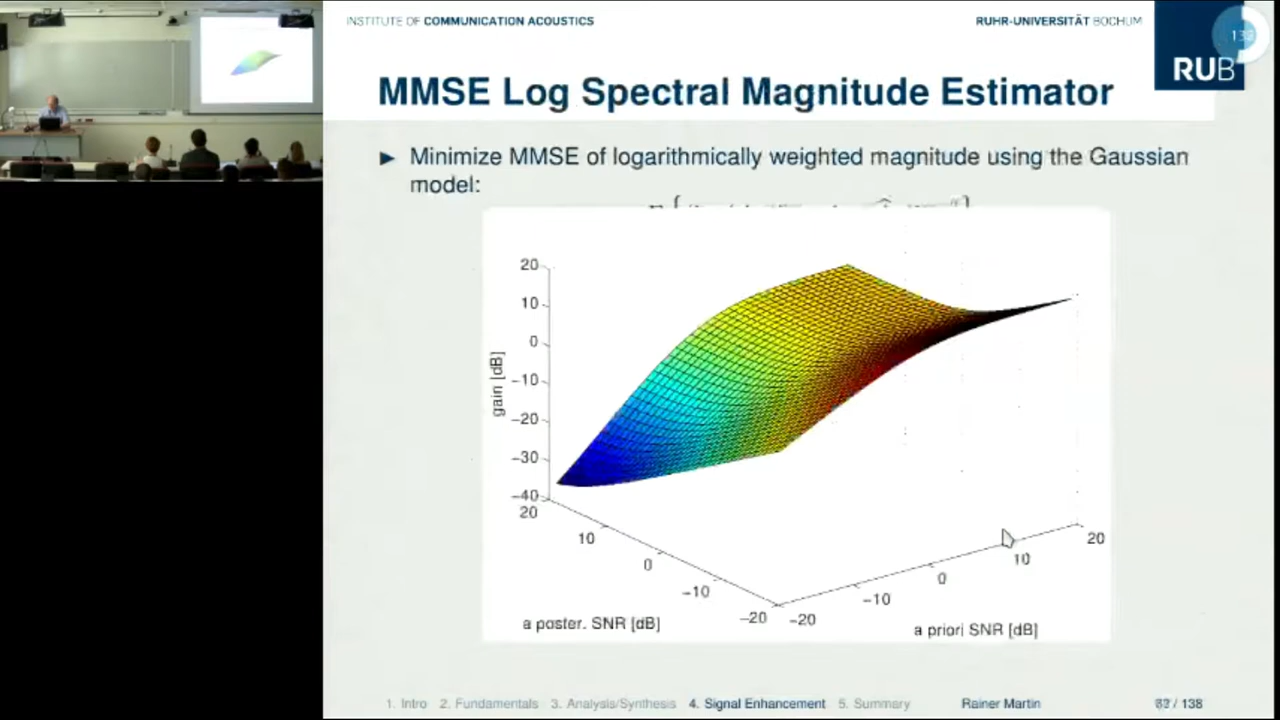 INSTITUTE OF COMMUNICATION ACOUSTICS
RUHR-UNIVERSITÄT BOCHUM
138
RUB
MMSE Log Spectral Magnitude Estimator
Minimize MMSE of logarithmically weighted magnitude using the Gaussian
model:
20
10
0
-10
-20
-30
-40
gain [dB]
20
10
0
-10
-20
a poster. SNR [dB]
-20
-10
0
10
20
a priori SNR [dB]
1. Intro 2. Fundamentals 3. Analysis/Synthesis 4. Signal Enhancement 5. Summary Rainer Martin / 138